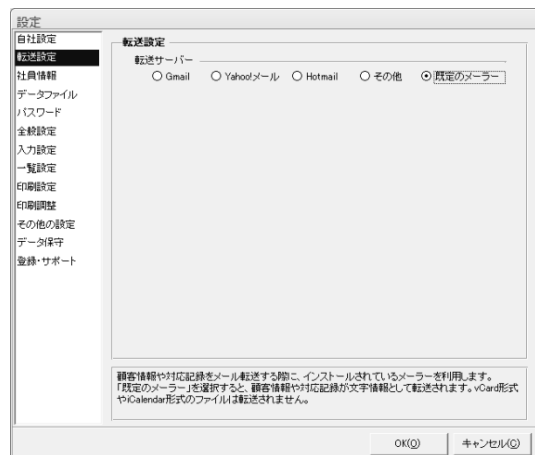 設定
自社設定
転送設定
社員情報
データファイル
パスワード
全般設定
入力設定
一覧設定
印刷設定
印刷調整
その他の設定
データ保守
登録・サポート
転送設定
転送サーバー
Gmail Yahoo!メール Hotmail その他 既定のメーラー
顧客情報や対応記録をメール転送する際に、インストールされているメーラーを利用します。
「既定のメーラー」を選択すると、顧客情報や対応記録が文字情報として転送されます。vCard形式
やiCalendar形式のファイルは転送されません。
OK(O) キャンセル(C)